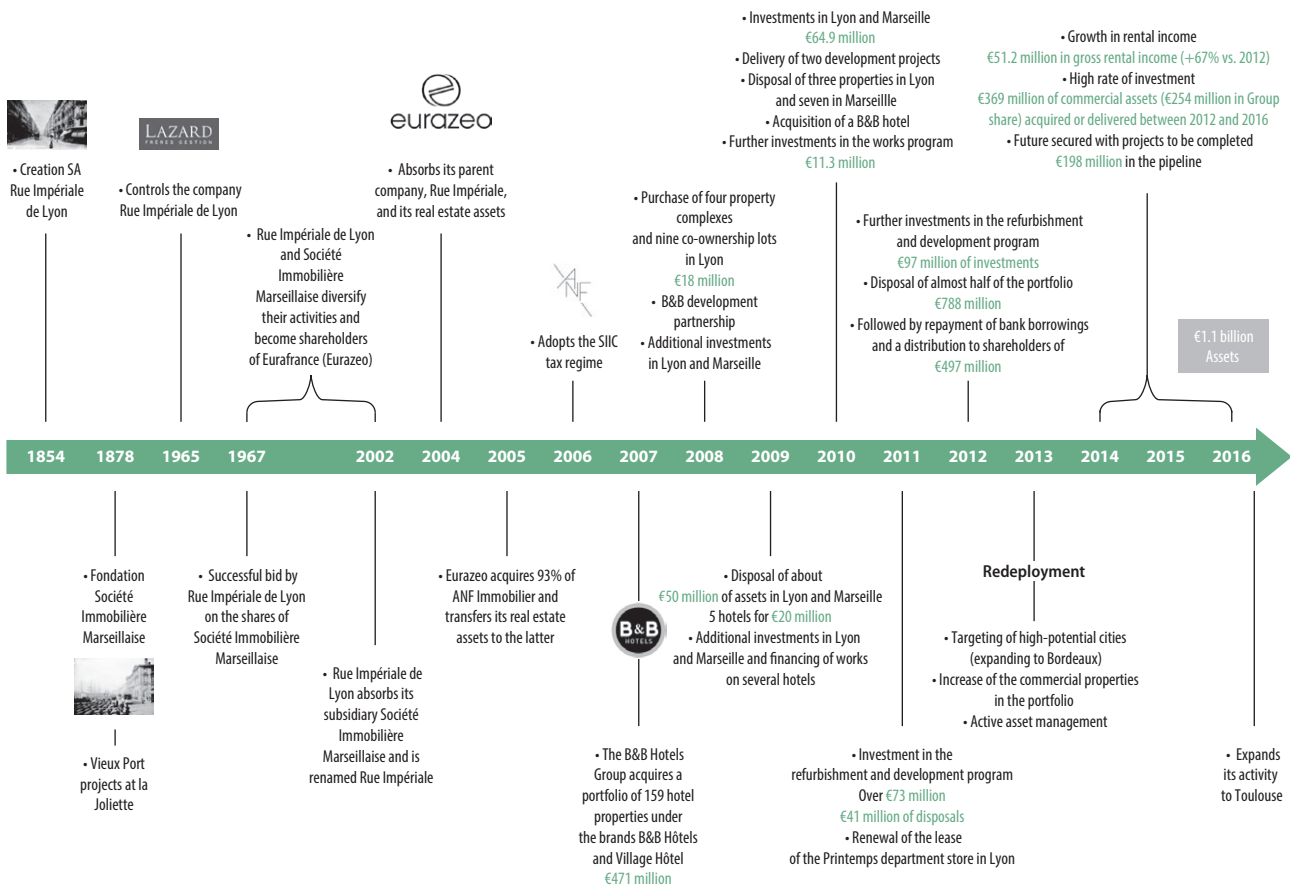 • Creation SA
Rue Impériale
de Lyon
LAZARD
FRÈRES GESTION
• Controls the company
Rue Impériale de Lyon
• Rue Impériale de Lyon
and Société
Immobilière
Marseillaise diversify
their activities and
become shareholders
of Eurafrance (Eurazeo)
eurazeo
• Absorbs its parent
company, Rue Impériale,
and its real estate assets
ANF
• Adopts the SIIC
tax regime
• Purchase of four property
complexes
and nine co-ownership lots
in Lyon
€18 million
• B&B development
partnership
• Additional investments
in Lyon and Marseille
• Investments in Lyon and Marseille
€64.9 million
• Delivery of two development projects
• Disposal of three properties in Lyon
and seven in Marseillle
• Acquisition of a B&B hotel
• Further investments in the works program
€11.3 million
• Further investments in the refurbishment
and development program
€97 million of investments
• Disposal of almost half of the portfolio
€788 million
• Followed by repayment of bank borrowings
and a distribution to shareholders of
€497 million
• Growth in rental income
€51.2 million in gross rental income (+67% vs. 2012)
• High rate of investment
€369 million of commercial assets (€254 million in Group
share) acquired or delivered between 2012 and 2016
• Future secured with projects to be completed
€198 million in the pipeline
€1.1 billion
Assets
1854 1878 1965 1967 2002 2004 2005 2006 2007 2008 2009 2010 2011 2012 2013 2014 2015 2016
• Fondation
Société
Immobilière
Marseillaise
• Vieux Port
projects at la
Joliette
• Successful bid by
Rue Impériale de Lyon
on the shares of
Société Immobilière
Marseillaise
• Rue Impériale de
Lyon absorbs its
subsidiary Société
Immobilière
Marseillaise and is
renamed Rue Impériale
• Eurazeo acquires 93% of
ANF Immobilier and
transfers its real estate
assets to the latter
B&B
HOTELS
• The B&B Hotels
Group acquires a
portfolio of 159 hotel
properties under
the brands B&B Hôtels
and Village Hôtel
€471 million
• Disposal of about
€50 million of assets in Lyon and Marseille
5 hotels for €20 million
• Additional investments in Lyon
and Marseille and financing of works
on several hotels
• Investment in the
refurbishment and development program
Over €73 million
€41 million of disposals
• Renewal of the lease
of the Printemps department store in Lyon
Redeployment
• Targeting of high-potential cities
(expanding to Bordeaux)
• Increase of the commercial properties
in the portfolio
• Active asset management
• Expands
its activity
to Toulouse